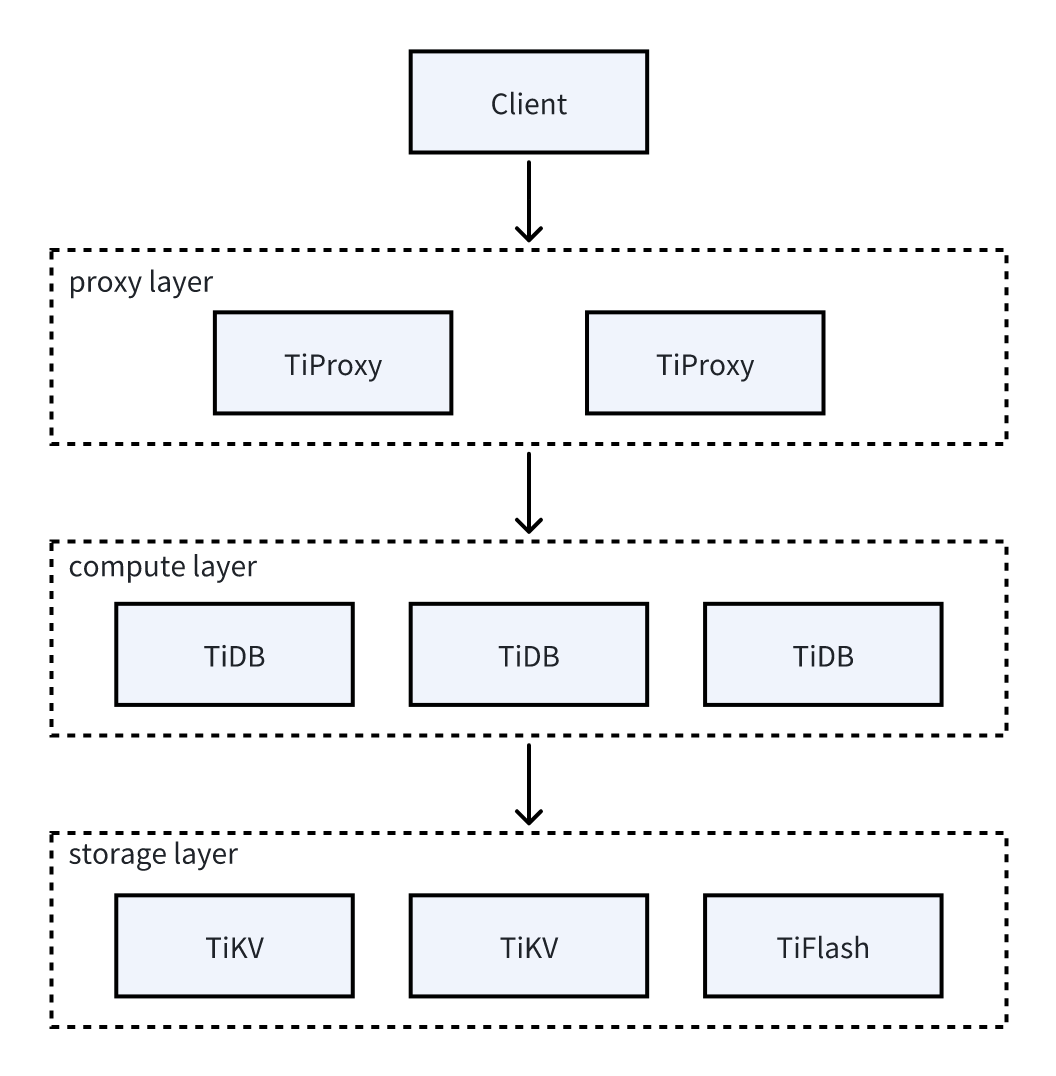 Client
proxy layer
TiProxy
TiProxy
compute layer
TiDB
TiDB
TiDB
storage layer
TiKV
TiKV
TiFlash